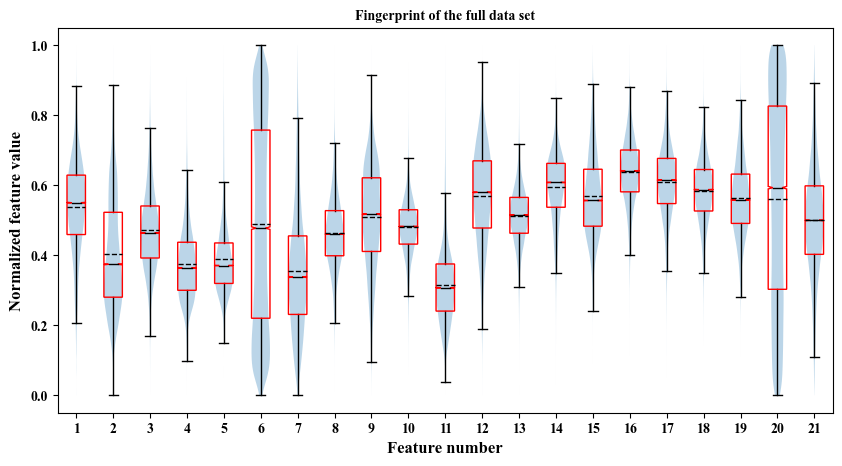 Fingerprint of the full data set
Normalized feature value
1.0
0.8
0.6
0.4
0.2
0.0
1 2 3 4 5 6 7 8 9 10 11 12 13 14 15 16 17 18 19 20 21
Feature number